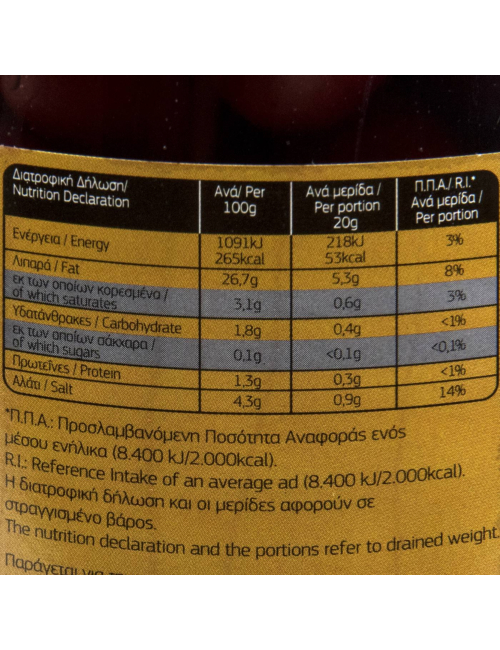 Διατροφική Δήλωση/
Nutrition Declaration
Ανά/ Per
100g
Ανά μερίδα /
Per portion
20g
Π.Π.Α./ R.I.*
Ανά μερίδα /
Per portion
Ενέργεια / Energy
1091kJ
265kcal
218kJ
53kcal
3%
Λιπαρά / Fat
26,7g
5,3g
8%
εκ των οποίων κορεσμένα /
of which saturates
3,1g
0,6g
3%
Υδατάνθρακες / Carbohydrate
1,8g
0,4g
<1%
εκ των οποίων σάκχαρα /
of which sugars
0,1g
<0,1g
<0,1%
Πρωτεΐνες / Protein
1,3g
0,3g
<1%
Αλάτι / Salt
4,3g
0,9g
14%
*Π.Π.Α.: Προσλαμβανόμενη Ποσότητα Αναφοράς ενός
μέσου ενήλικα (8.400 kJ/2.000kcal).
R.I.: Reference Intake of an average ad (8.400 kJ/2.000kcal).
Η διατροφική δήλωση και οι μερίδες αφορούν σε
στραγγισμένο βάρος.
The nutrition declaration and the portions refer to drained weight.
Παράγεται για